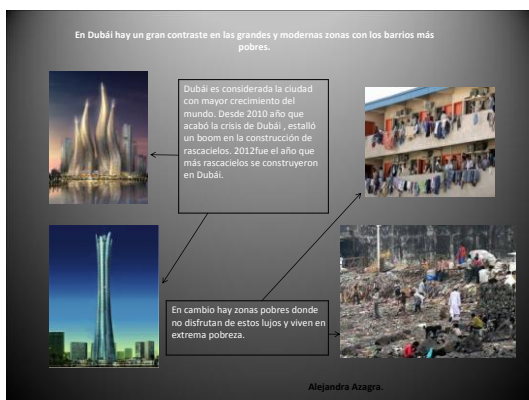 En Dubái hay un gran contraste en las grandes y modernas zonas con los barrios más
pobres.
Dubái es considerada la ciudad
con mayor crecimiento del
mundo. Desde 2010 año que
acabó la crisis de Dubái , estalló
un boom en la construcción de
rascacielos. 2012fue el año que
más rascacielos se construyeron
en Dubái.
En cambio hay zonas pobres donde
no disfrutan de estos lujos y viven en
extrema pobreza.
Alejandra Azagra.